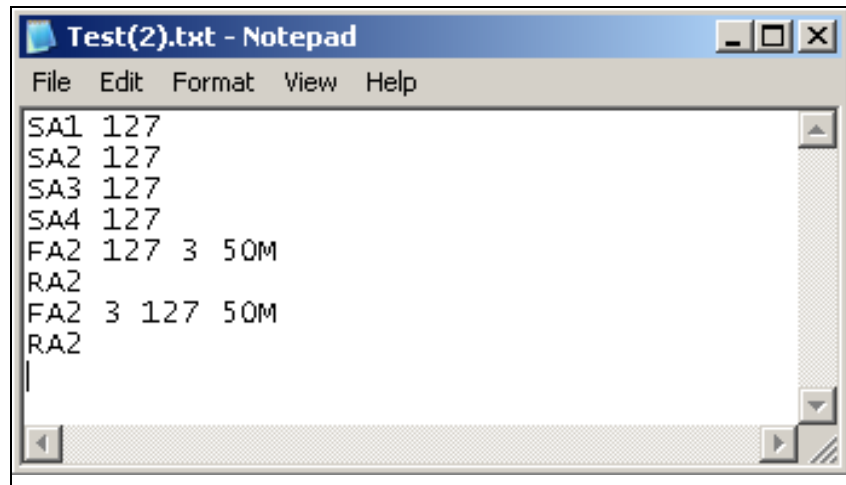 Test(2).txt - Notepad
File Edit Format View Help
SA1 127
SA2 127
SA3 127
SA4 127
FA2 127 3 50M
RA2
FA2 3 127 50M
RA2